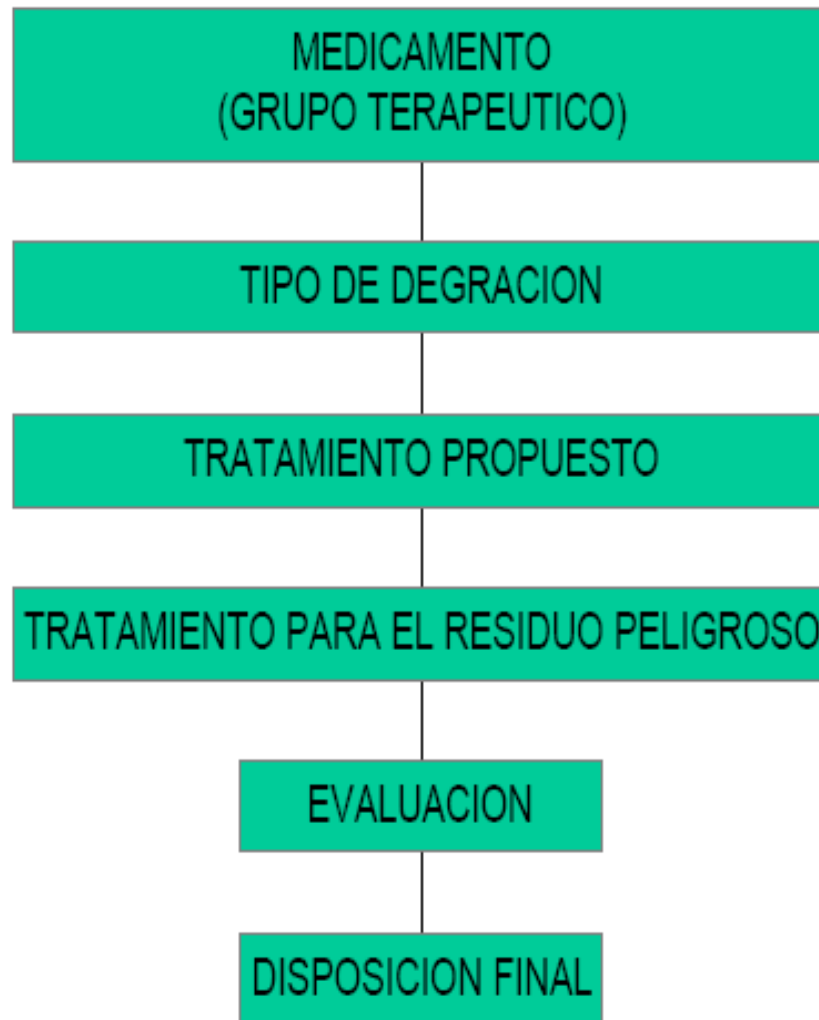 MEDICAMENTO
(GRUPO TERAPEUTICO)
TIPO DE DEGRACION
TRATAMIENTO PROPUESTO
TRATAMIENTO PARA EL RESIDUO PELIGROSO
EVALUACION
DISPOSICION FINAL